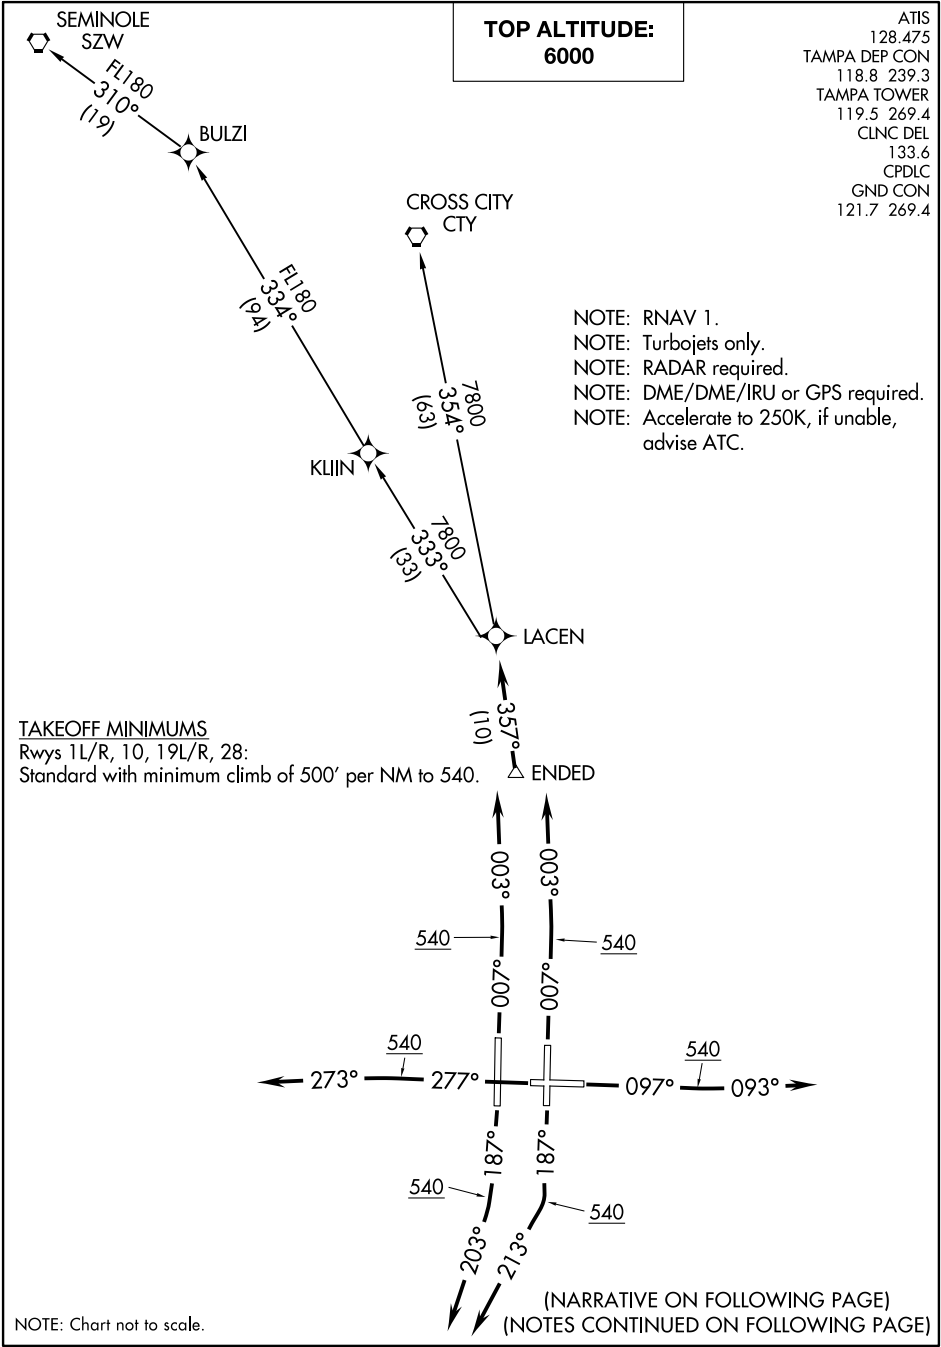 SEMINOLE
SZW
TOP ALTITUDE:
6000
ATIS
128.475
TAMPA DEP CON
118.8 239.3
TAMPA TOWER
119.5 269.4
CLNC DEL
133.6
CPDLC
GND CON
121.7 269.4
FL180
310°
(19)
BULZI
CROSS CITY
CTY
FL180
334°
(94)
NOTE: RNAV 1.
NOTE: Turbojets only.
NOTE: RADAR required.
NOTE: DME/DME/IRU or GPS required.
NOTE: Accelerate to 250K, if unable,
advise ATC.
7800
354°
(63)
KLIIN
7800
333°
(33)
LACEN
357°
(10)
TAKEOFF MINIMUMS
Rwys 1L/R, 10, 19L/R, 28:
Standard with minimum climb of 500' per NM to 540.
ENDED
003°
003°
540
540
007°
007°
540
540
273°
277°
097°
093°
187°
187°
540
540
203°
213°
(NARRATIVE ON FOLLOWING PAGE)
(NOTES CONTINUED ON FOLLOWING PAGE)
NOTE: Chart not to scale.